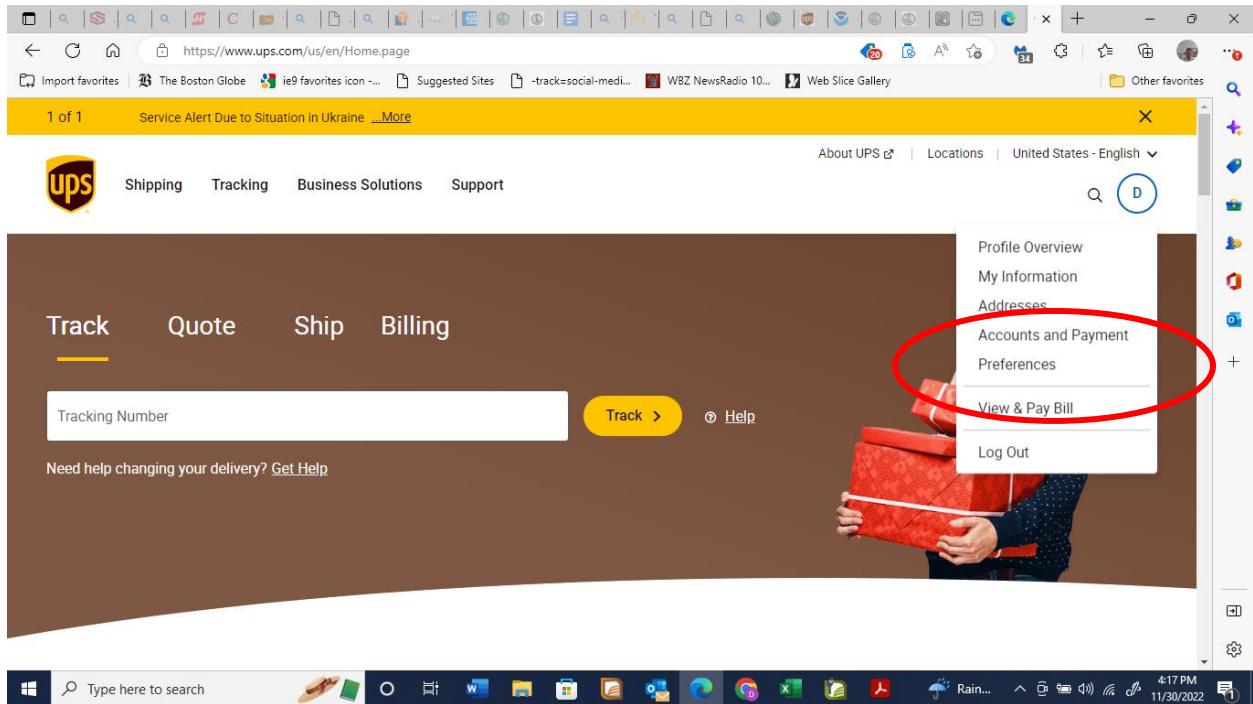 https://www.ups.com/us/en/Home.page
20
34
Import favorites
The Boston Globe
ie9 favorites icon -...
Suggested Sites
-track=social-medi...
WBZ NewsRadio 10...
Web Slice Gallery
Other favorites
1 of 1 Service Alert Due to Situation in Ukraine ...More
About UPS | Locations | United States - English
ups
Shipping Tracking Business Solutions Support
D
Profile Overview
My Information
Addresses
Accounts and Payment
Preferences
View & Pay Bill
Log Out
Track Quote Ship Billing
Tracking Number
Track >
Help
Need help changing your delivery? Get Help
Type here to search
Rain...
4:17 PM
11/30/2022